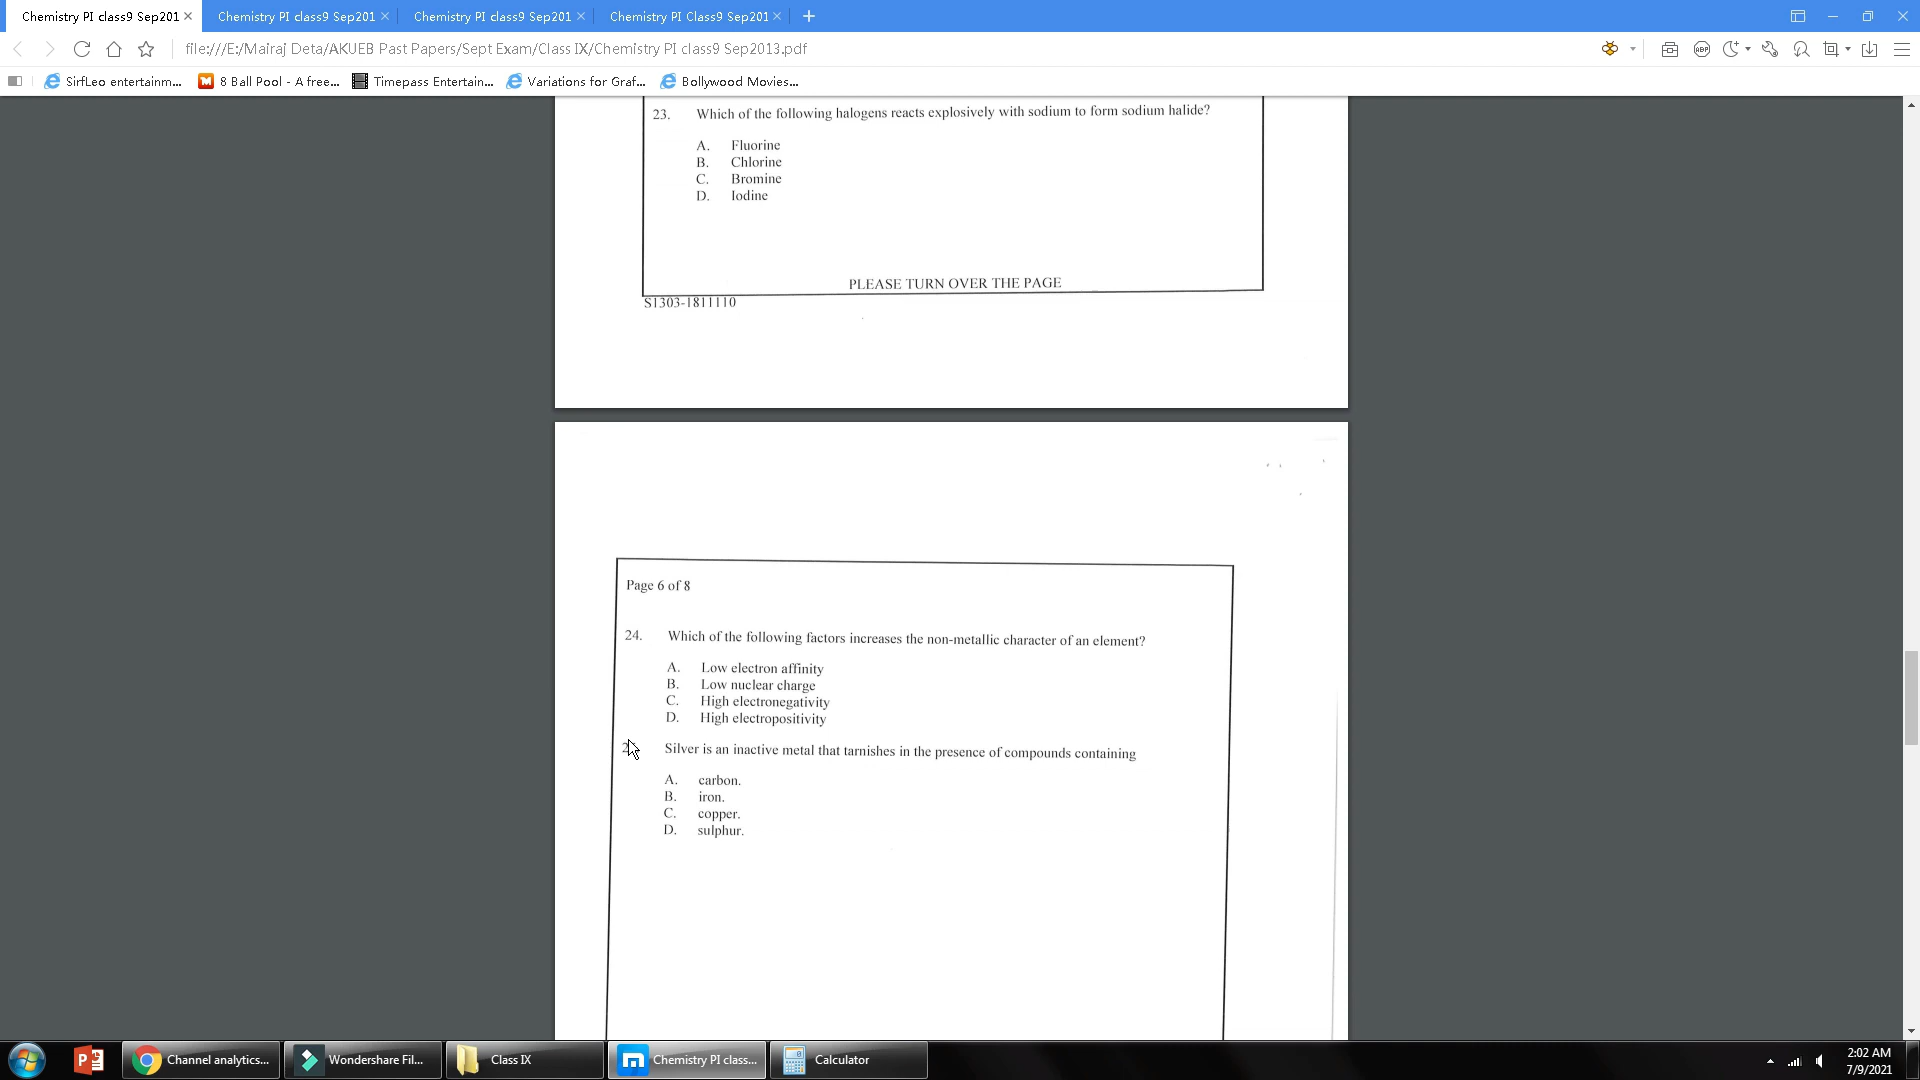 Chemistry PI class9 Sep201
Chemistry PI class9 Sep201
Chemistry PI class9 Sep201
Chemistry PI Class9 Sep201
file:///E:/Mairaj Deta/AKUEB Past Papers/Sept Exam/Class IX/Chemistry PI class9 Sep2013.pdf
ABP
SirfLeo entertainm...
8 Ball Pool - A free...
Timepass Entertain...
Variations for Graf...
Bollywood Movies...
23. Which of the following halogens reacts explosively with sodium to form sodium halide?
A. Fluorine
B. Chlorine
C. Bromine
D. Iodine
PLEASE TURN OVER THE PAGE
S1303-1811110
Page 6 of 8
24. Which of the following factors increases the non-metallic character of an element?
A. Low electron affinity
B. Low nuclear charge
C. High electronegativity
D. High electropositivity
Silver is an inactive metal that tarnishes in the presence of compounds containing
A. carbon.
B. iron.
C. copper.
D. sulphur.
Channel analytics...
Wondershare Fil...
Class IX
Chemistry PI class...
Calculator
2:02 AM
7/9/2021